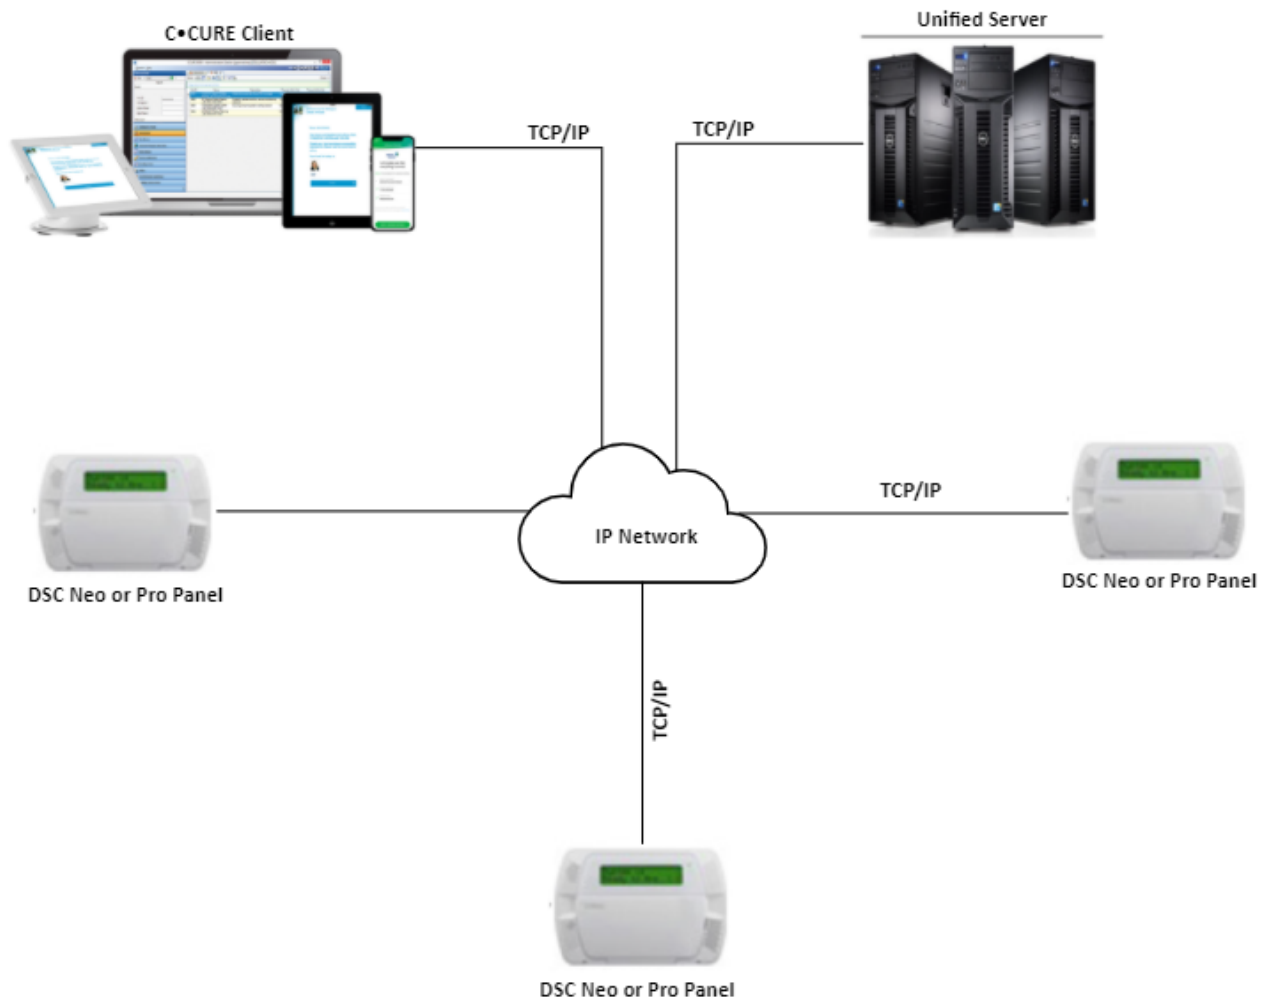 C•CURE Client
Unified Server
TCP/IP
TCP/IP
IP Network
TCP/IP
DSC Neo or Pro Panel
DSC Neo or Pro Panel
TCP/IP
DSC Neo or Pro Panel